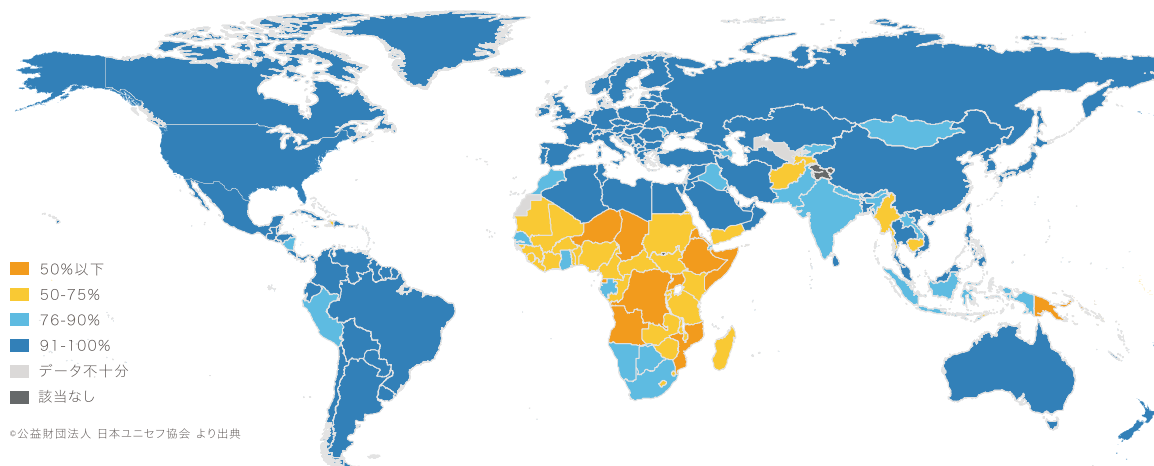 50%以下
50-75%
76-90%
91-100%
データ不十分
該当なし
©公益財団法人 日本ユニセフ協会 より出典